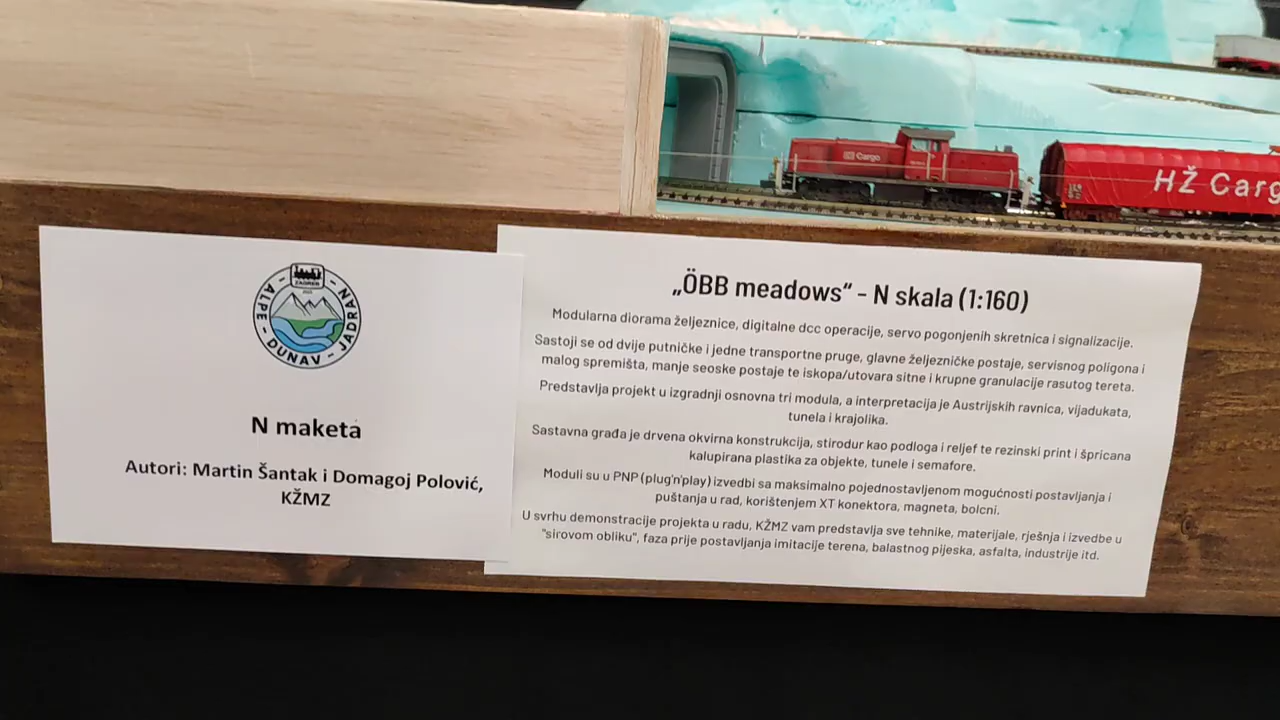 Cargo
HŽ Carg
ZAGREB
ALPE - DUNAV - JADRAN
N maketa
Autori: Martin Šantak i Domagoj Polović,
KŽMZ
„ÖBB meadows“ - N skala (1:160)
Modularna diorama željeznice, digitalne dcc operacije, servo pogonjenih skretnica i signalizacije.
Sastoji se od dvije putničke i jedne transportne pruge, glavne željezničke postaje, servisnog poligona i
malog spremišta, manje seoske postaje te iskopa/utovara sitne i krupne granulacije rasutog tereta.
Predstavlja projekt u izgradnji osnovna tri modula, a interpretacija je Austrijskih ravnica, vijadukata,
tunela i krajolika.
Sastavna građa je drvena okvirna konstrukcija, stirodur kao podloga i reljef te rezinski print i špricana
kalupirana plastika za objekte, tunele i semafore.
Moduli su u PNP (plug'n'play) izvedbi sa maksimalno pojednostavljenom mogućnosti postavljanja i
puštanja u rad, korištenjem XT konektora, magneta, bolcni.
U svrhu demonstracije projekta u radu, KŽMZ vam predstavlja sve tehnike, materijale, rješnja i izvedbe u
"sirovom obliku", faza prije postavljanja imitacije terena, balastnog pijeska, asfalta, industrije itd.